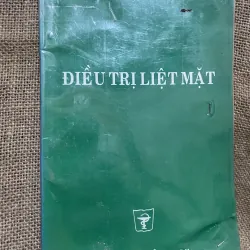 ĐIỀU TRỊ LIỆT MẶT